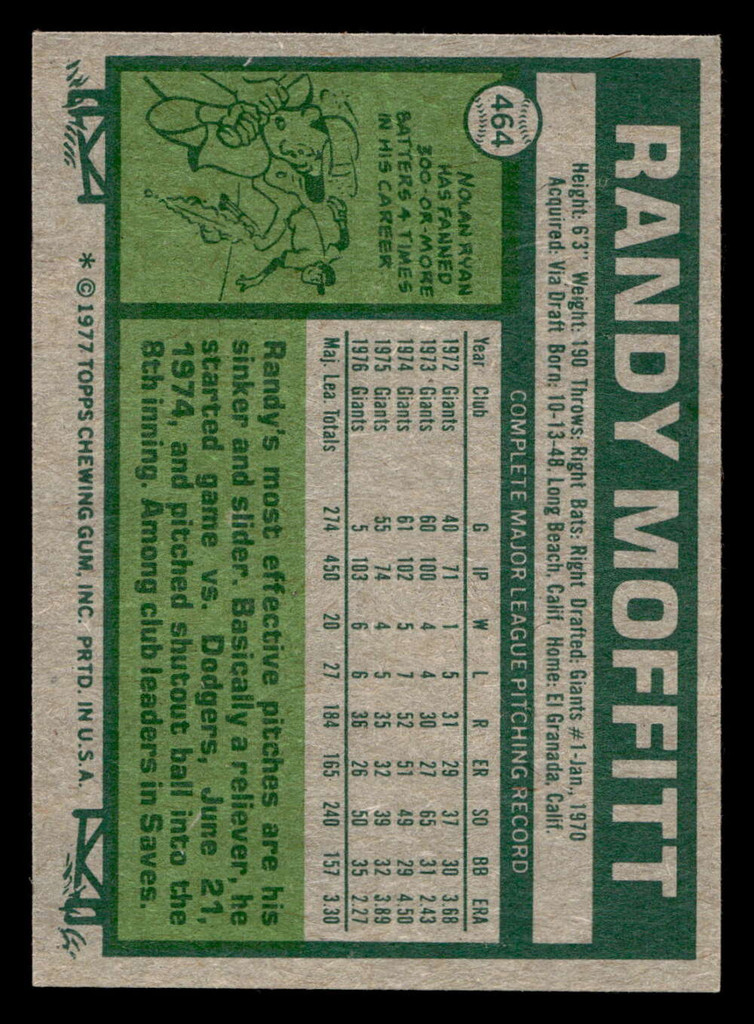 RANDY MOFFITT
464
Height: 6'3" Weight: 190 Throws: Right Bats: Right Drafted: Giants #1-Jan., 1970
Acquired: Via Draft Born: 10-13-48, Long Beach, Calif. Home: El Granada, Calif.
COMPLETE MAJOR LEAGUE PITCHING RECORD
Year Club G IP W L R ER SO BB ERA
1972 Giants 40 71 1 5 31 29 37 30 3.68
1973 Giants 60 100 4 4 30 27 65 31 2.43
1974 Giants 61 102 5 7 52 51 49 29 4.50
1975 Giants 55 74 4 5 35 32 39 32 3.89
1976 Giants 5 103 6 6 36 26 50 35 2.27
Maj. Lea. Totals 274 450 20 27 184 165 240 157 3.30
NOLAN RYAN
HAS FANNED
300-OR-MORE
BATTERS 4 TIMES
IN HIS CAREER
Randy's most effective pitches are his
sinker and slider. Basically a reliever, he
started game vs. Dodgers, June 21,
1974, and pitched shutout ball into the
8th inning. Among club leaders in Saves.
* © 1977 TOPPS CHEWING GUM, INC. PRTD. IN U.S.A.